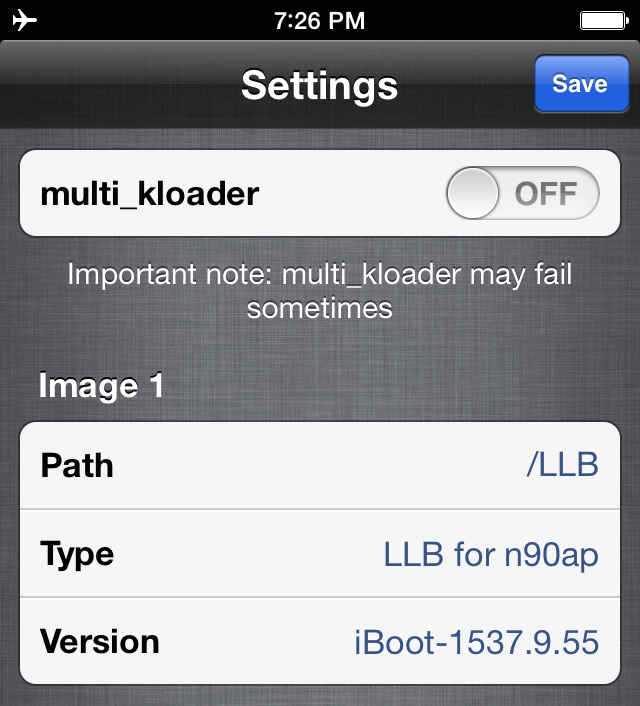 7:26 PM
Settings
Save
multi_kloader
OFF
Important note: multi_kloader may fail
sometimes
Image 1
Path /LLB
Type LLB for n90ap
Version iBoot-1537.9.55